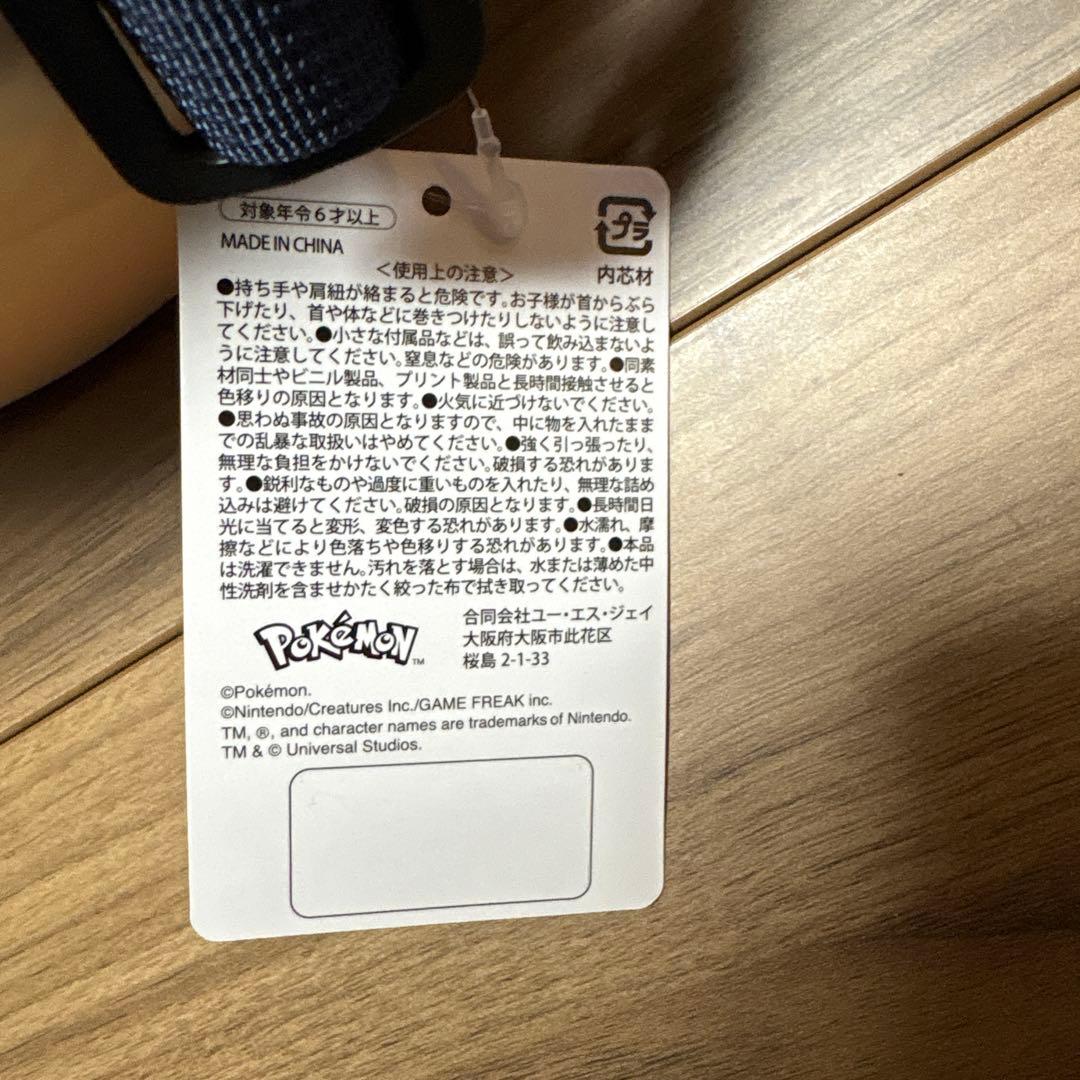 対象年令6才以上
MADE IN CHINA
プラ
<使用上の注意>
内芯材
●持ち手や肩紐が絡まると危険です。お子様が首からぶら
下げたり、首や体などに巻きつけたりしないように注意し
てください。●小さな付属品などは、誤って飲み込まないよ
うに注意してください。窒息などの危険があります。●同素
材同士やビニル製品、プリント製品と長時間接触させると
色移りの原因となります。●火気に近づけないでください。
●思わぬ事故の原因となりますので、中に物を入れたまま
での乱暴な取扱いはやめてください。●強く引っ張ったり、
無理な負担をかけないでください。破損する恐れがありま
す。●鋭利なものや過度に重いものを入れたり、無理な詰め
込みは避けてください。破損の原因となります。●長時間日
光に当てると変形、変色する恐れがあります。●水濡れ、摩
擦などにより色落ちや色移りする恐れがあります。●本品
は洗濯できません。汚れを落とす場合は、水または薄めた中
性洗剤を含ませかたく絞った布で拭き取ってください。
POKÉMON™
合同会社ユー・エス・ジェイ
大阪府大阪市此花区
桜島 2-1-33
©Pokémon.
©Nintendo/Creatures Inc./GAME FREAK inc.
TM, ®, and character names are trademarks of Nintendo.
TM & © Universal Studios.